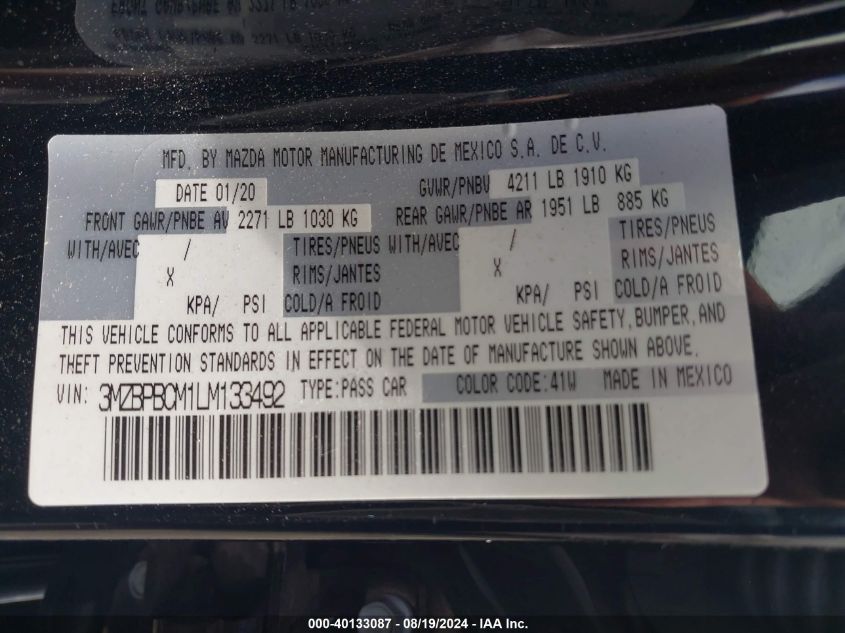 MFD. BY MAZDA MOTOR MANUFACTURING DE MEXICO S.A. DE C.V.
DATE 01/20 GVWR/PNBV 4211 LB 1910 KG
FRONT GAWR/PNBE AV 2271 LB 1030 KG REAR GAWR/PNBE AR 1951 LB 885 KG
WITH/AVEC / TIRES/PNEUS WITH/AVEC / TIRES/PNEUS
X RIMS/JANTES X RIMS/JANTES
KPA/ PSI COLD/A FROID KPA/ PSI COLD/A FROID
THIS VEHICLE CONFORMS TO ALL APPLICABLE FEDERAL MOTOR VEHICLE SAFETY, BUMPER, AND
THEFT PREVENTION STANDARDS IN EFFECT ON THE DATE OF MANUFACTURE SHOWN ABOVE.
VIN: 3MZBPBCM1LM133492 TYPE:PASS CAR COLOR CODE:41W MADE IN MEXICO
000-40133087 - 08/19/2024 - IAA Inc.